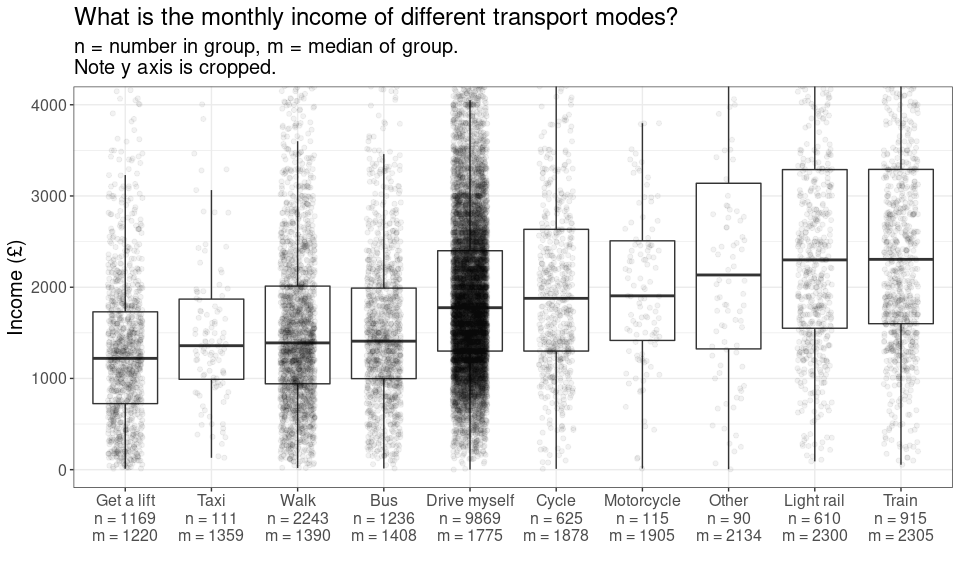 What is the monthly income of different transport modes?
n = number in group, m = median of group.
Note y axis is cropped.
Income (£)
4000
3000
2000
1000
0
Get a lift Taxi Walk Bus Drive myself Cycle Motorcycle Other Light rail Train
n = 1169 n = 111 n = 2243 n = 1236 n = 9869 n = 625 n = 115 n = 90 n = 610 n = 915
m = 1220 m = 1359 m = 1390 m = 1408 m = 1775 m = 1878 m = 1905 m = 2134 m = 2300 m = 2305